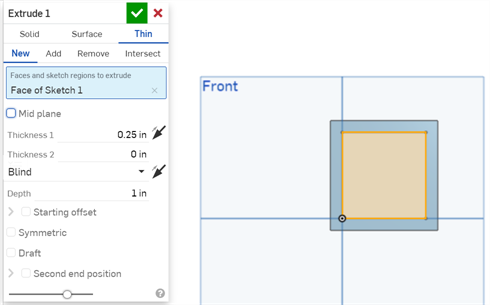 Extrude 1
Solid Surface Thin
New Add Remove Intersect
Faces and sketch regions to extrude
Face of Sketch 1
Mid plane
Thickness 1 0.25 in
Thickness 2 0 in
Blind
Depth 1 in
Starting offset
Symmetric
Draft
Second end position
Front